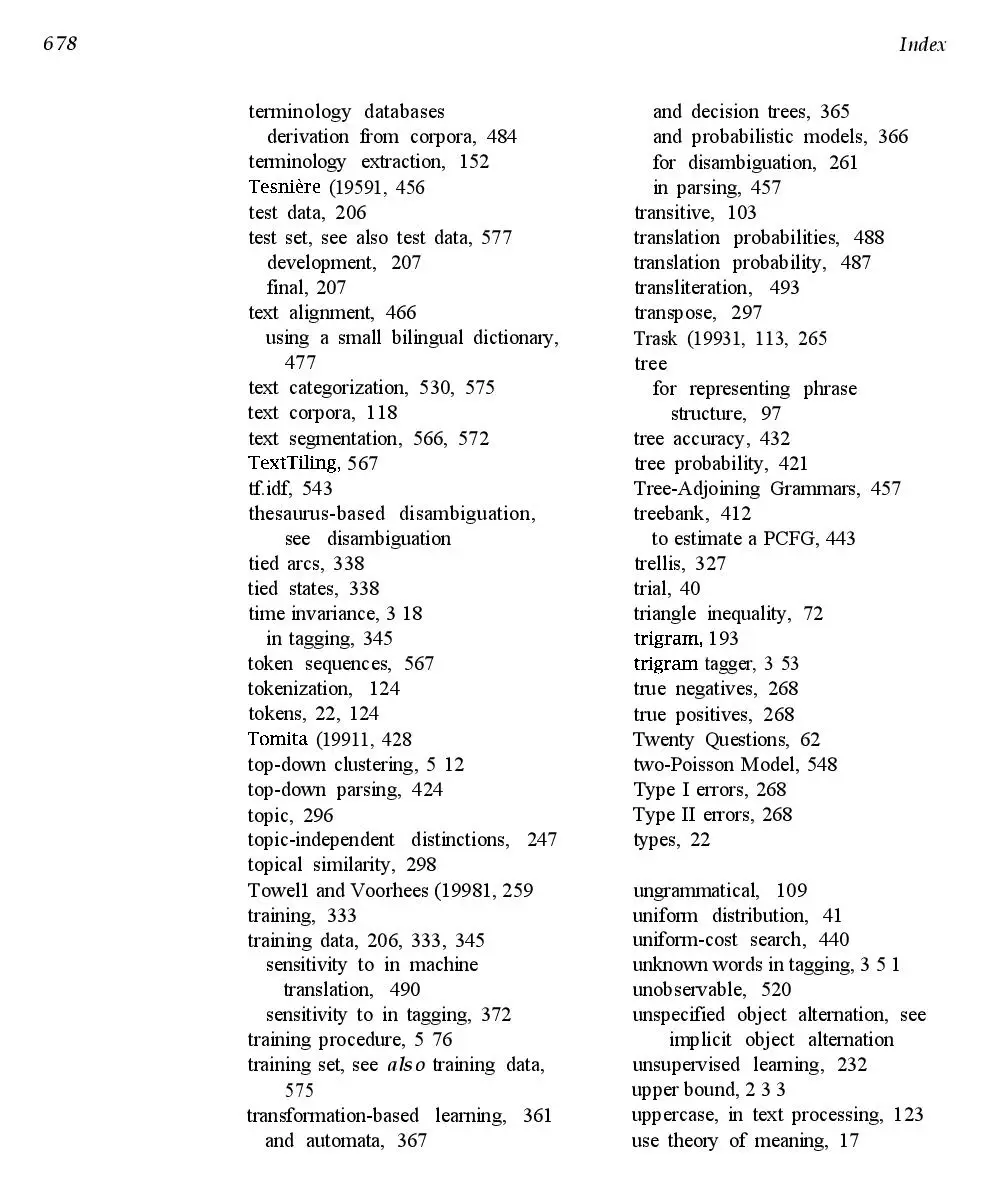 678
Index
terminology databases
derivation from corpora, 484
terminology extraction, 152
Tesnière (19591, 456
test data, 206
test set, see also test data, 577
development, 207
final, 207
text alignment, 466
using a small bilingual dictionary,
477
text categorization, 530, 575
text corpora, 118
text segmentation, 566, 572
TextTiling, 567
tf.idf, 543
thesaurus-based disambiguation,
see disambiguation
tied arcs, 338
tied states, 338
time invariance, 3 18
in tagging, 345
token sequences, 567
tokenization, 124
tokens, 22, 124
Tomita (19911, 428
top-down clustering, 5 12
top-down parsing, 424
topic, 296
topic-independent distinctions, 247
topical similarity, 298
Towel1 and Voorhees (19981, 259
training, 333
training data, 206, 333, 345
sensitivity to in machine
translation, 490
sensitivity to in tagging, 372
training procedure, 5 76
training set, see also training data,
575
transformation-based learning, 361
and automata, 367
and decision trees, 365
and probabilistic models, 366
for disambiguation, 261
in parsing, 457
transitive, 103
translation probabilities, 488
translation probability, 487
transliteration, 493
transpose, 297
Trask (19931, 113, 265
tree
for representing phrase
structure, 97
tree accuracy, 432
tree probability, 421
Tree-Adjoining Grammars, 457
treebank, 412
to estimate a PCFG, 443
trellis, 327
trial, 40
triangle inequality, 72
trigram, 193
trigram tagger, 3 53
true negatives, 268
true positives, 268
Twenty Questions, 62
two-Poisson Model, 548
Type I errors, 268
Type II errors, 268
types, 22
ungrammatical, 109
uniform distribution, 41
uniform-cost search, 440
unknown words in tagging, 3 5 1
unobservable, 520
unspecified object alternation, see
implicit object alternation
unsupervised learning, 232
upper bound, 2 3 3
uppercase, in text processing, 123
use theory of meaning, 17